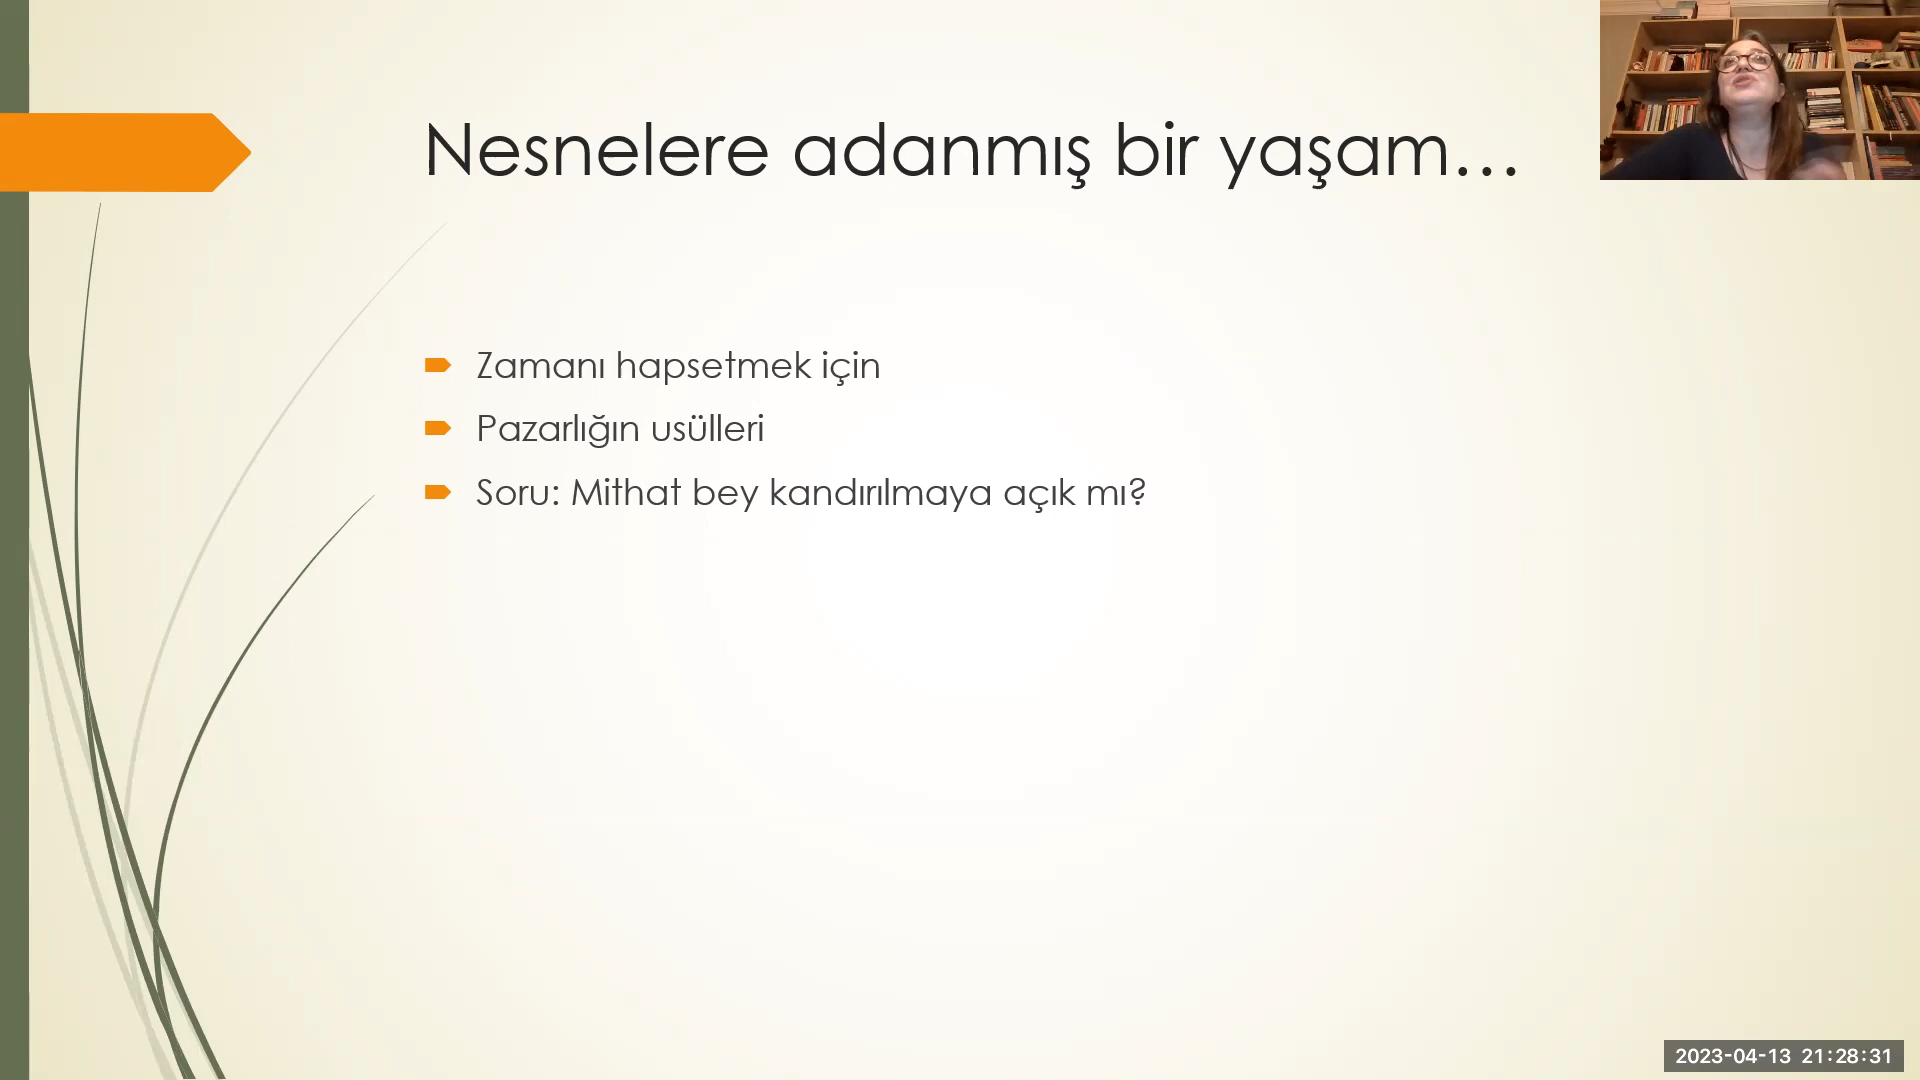 Nesnelere adanmış bir yaşam…
Zamanı hapsetmek için
Pazarlığın usülleri
Soru: Mithat bey kandırılmaya açık mı?
2023-04-13 21:28:31